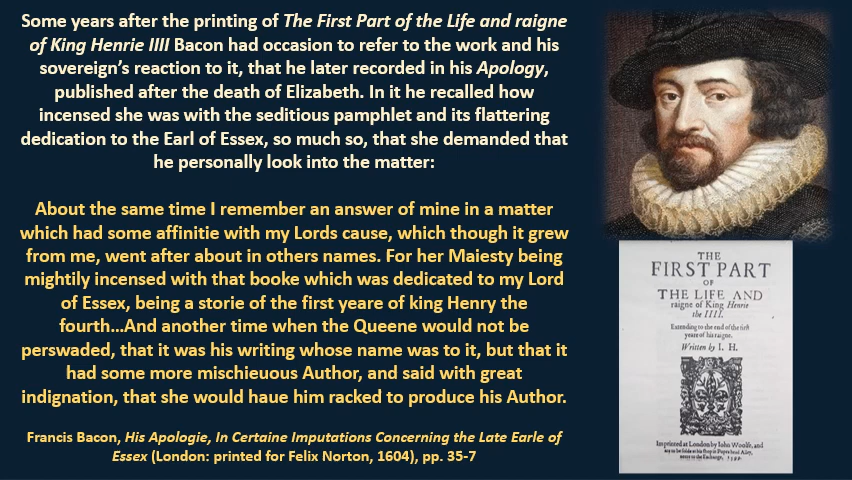 Some years after the printing of The First Part of the Life and raigne
of King Henrie IIII Bacon had occasion to refer to the work and his
sovereign's reaction to it, that he later recorded in his Apology,
published after the death of Elizabeth. In it he recalled how
incensed she was with the seditious pamphlet and its flattering
dedication to the Earl of Essex, so much so, that she demanded that
he personally look into the matter:
About the same time I remember an answer of mine in a matter
which had some affinitie with my Lords cause, which though it grew
from me, went after about in others names. For her Maiesty being
mightily incensed with that booke which was dedicated to my Lord
of Essex, being a storie of the first yeare of king Henry the
fourth...And another time when the Queene would not be
perswaded, that it was his writing whose name was to it, but that it
had some more mischieuous Author, and said with great
indignation, that she would haue him racked to produce his Author.
Francis Bacon, His Apologie, In Certaine Imputations Concerning the Late Earle of
Essex (London: printed for Felix Norton, 1604), pp. 35-7
THE
FIRST PART
OF
THE LIFE AND
raigne of King Henrie
the IIII.
Extending to the end of the first
yeare of his raigne.
Written by I. H.
Imprinted at London by Iohn Woolfe, and
are to be solde at his shop in Popes head Alley,
1599.